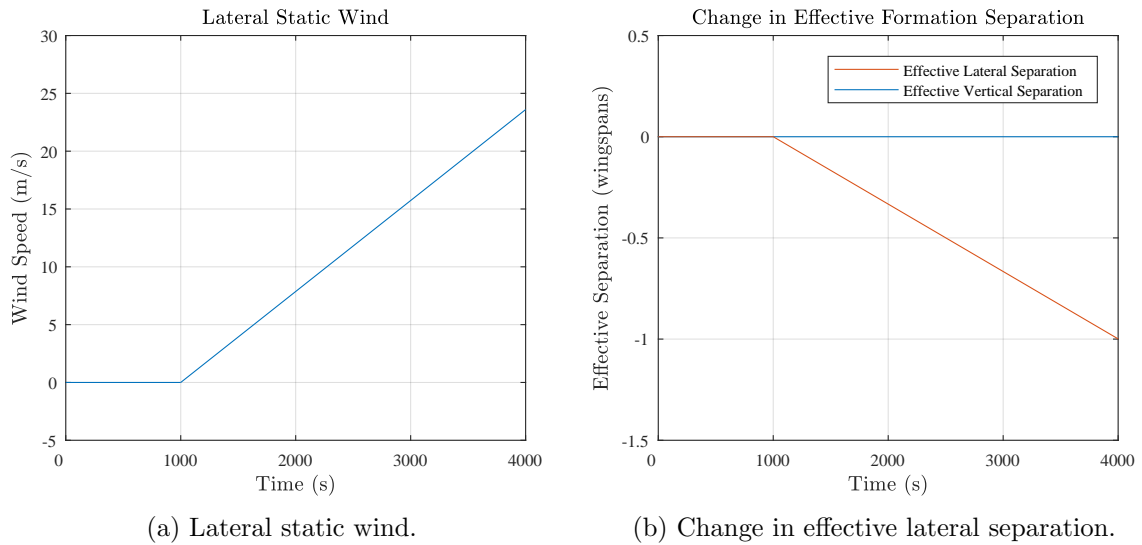 Lateral Static Wind
30
25
20
15
10
5
0
-5
Wind Speed (m/s)
0 1000 2000 3000 4000
Time (s)
(a) Lateral static wind.
Change in Effective Formation Separation
0.5
0
-0.5
-1
-1.5
Effective Separation (wingspans)
Effective Lateral Separation
Effective Vertical Separation
0 1000 2000 3000 4000
Time (s)
(b) Change in effective lateral separation.